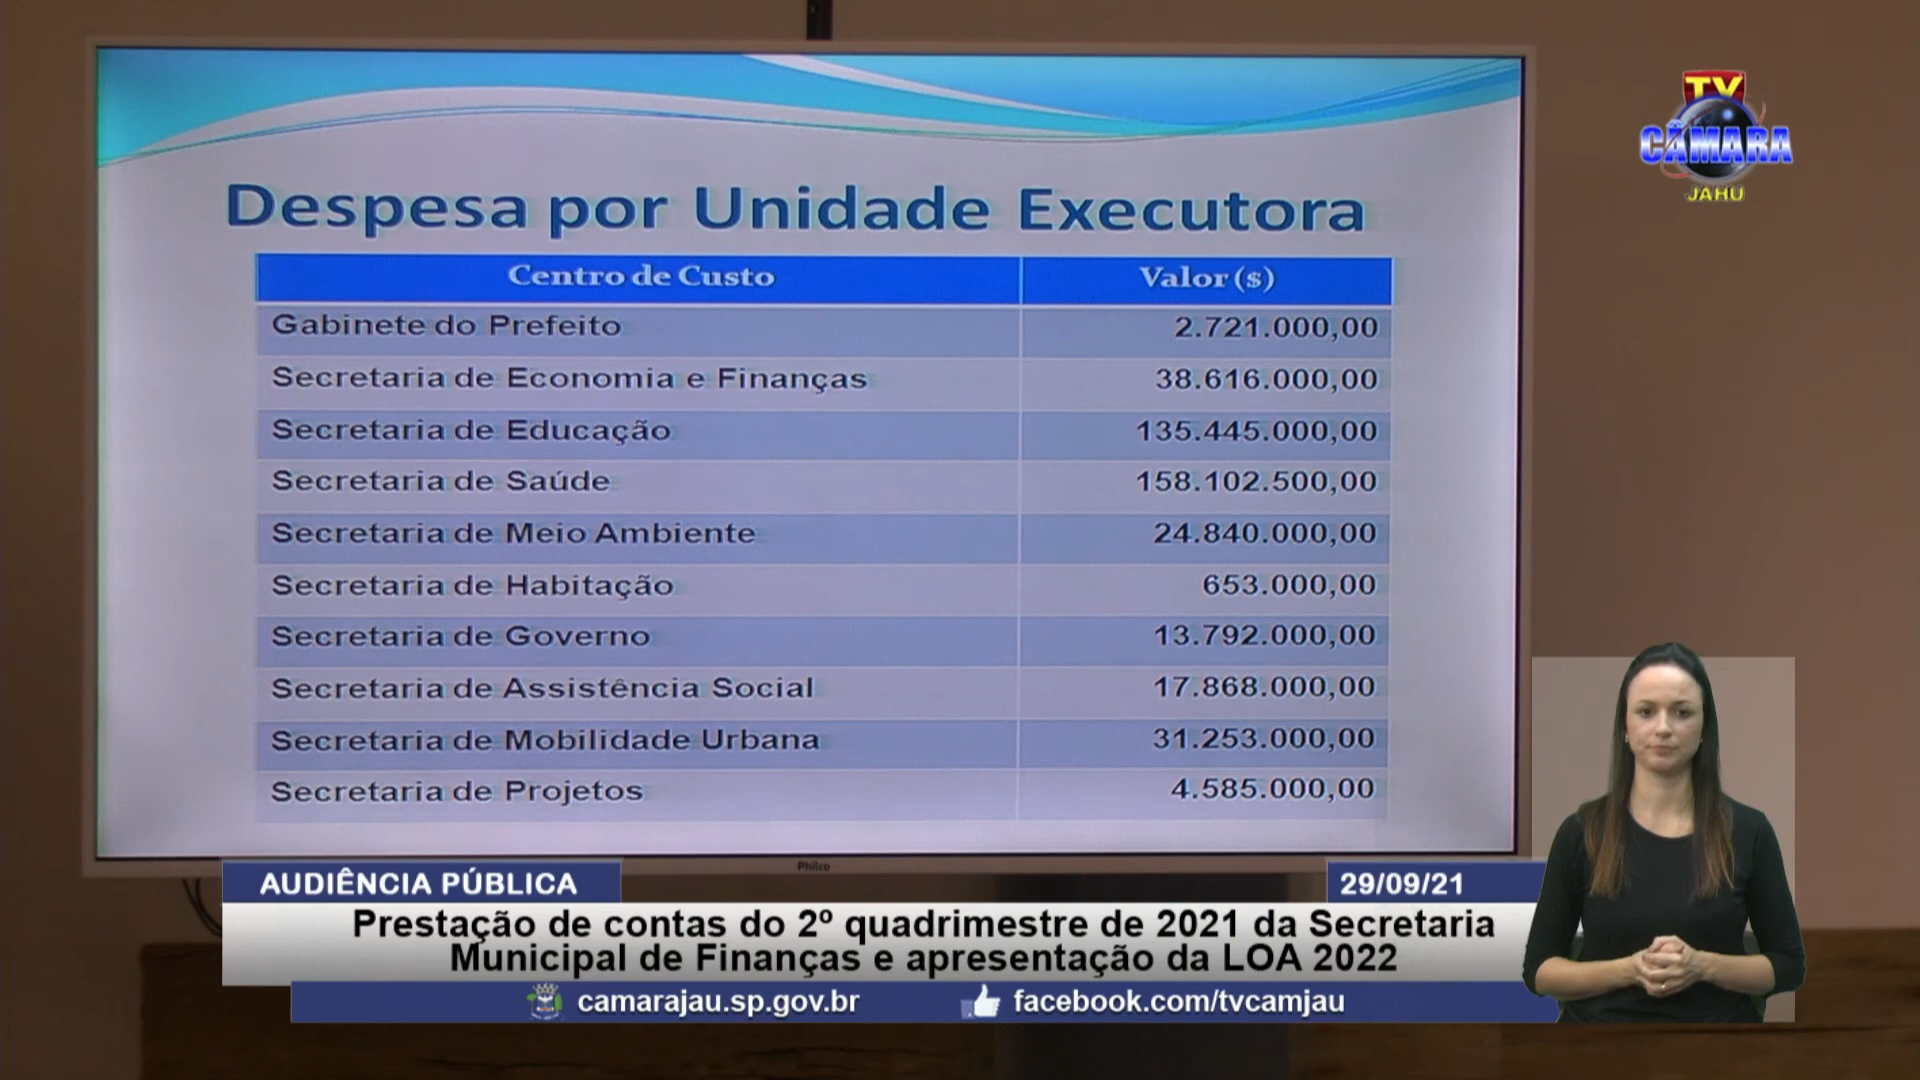 TV
CÂMARA
JAHU
Despesa por Unidade Executora
Centro de Custo Valor ($)
Gabinete do Prefeito 2.721.000,00
Secretaria de Economia e Finanças 38.616.000,00
Secretaria de Educação 135.445.000,00
Secretaria de Saúde 158.102.500,00
Secretaria de Meio Ambiente 24.840.000,00
Secretaria de Habitação 653.000,00
Secretaria de Governo 13.792.000,00
Secretaria de Assistência Social 17.868.000,00
Secretaria de Mobilidade Urbana 31.253.000,00
Secretaria de Projetos 4.585.000,00
Philco
AUDIÊNCIA PÚBLICA 29/09/21
Prestação de contas do 2º quadrimestre de 2021 da Secretaria
Municipal de Finanças e apresentação da LOA 2022
camarajau.sp.gov.br facebook.com/tvcamjau